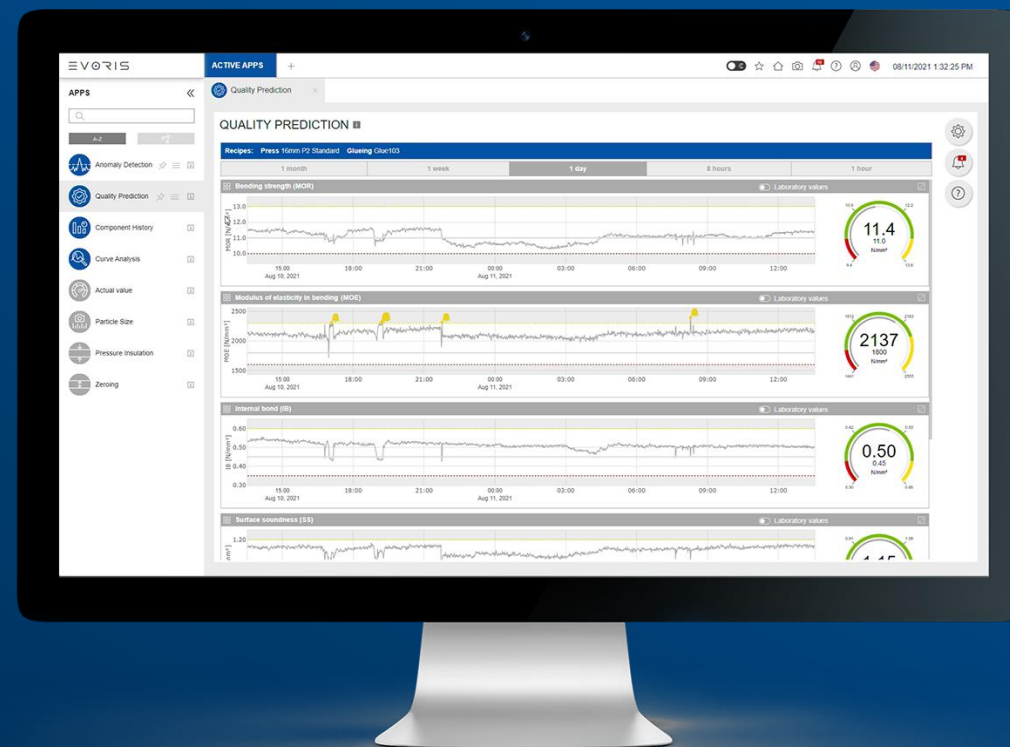 EVORIS
ACTIVE APPS +
08/11/2021 1:32:25 PM
APPS
A-Z
Anomaly Detection
Quality Prediction
Component History
Curve Analysis
Actual value
Particle Size
Pressure Insulation
Zeroing
Quality Prediction
QUALITY PREDICTION
Recipes: Press 16mm P2 Standard Glueing Glue103
1 month 1 week 1 day 8 hours 1 hour
Bending strength (MOR) Laboratory values
MOR [N/mm²]
13.0
12.0
11.0
10.0
15:00 18:00 21:00 00:00 03:00 06:00 09:00 12:00
Aug 10, 2021 Aug 11, 2021
11.4
11.0
N/mm²
Modulus of elasticity in bending (MOE) Laboratory values
MOE [N/mm²]
2500
2000
1500
15:00 18:00 21:00 00:00 03:00 06:00 09:00 12:00
Aug 10, 2021 Aug 11, 2021
2137
1800
N/mm²
Internal bond (IB) Laboratory values
IB [N/mm²]
0.60
0.50
0.40
0.30
15:00 18:00 21:00 00:00 03:00 06:00 09:00 12:00
Aug 10, 2021 Aug 11, 2021
0.50
0.45
N/mm²
Surface soundness (SS) Laboratory values
1.20